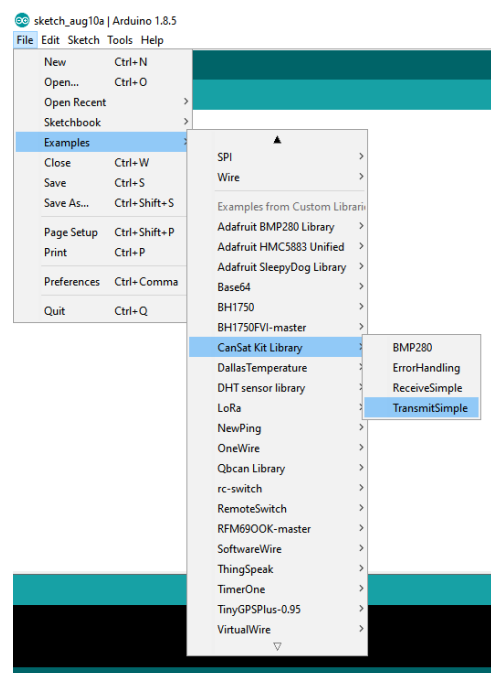 sketch_aug10a | Arduino 1.8.5
File Edit Sketch Tools Help
New Ctrl+N
Open... Ctrl+O
Open Recent
Sketchbook
Examples
Close Ctrl+W
Save Ctrl+S
Save As... Ctrl+Shift+S
Page Setup Ctrl+Shift+P
Print Ctrl+P
Preferences Ctrl+Comma
Quit Ctrl+Q
SPI
Wire
Examples from Custom Librari
Adafruit BMP280 Library
Adafruit HMC5883 Unified
Adafruit SleepyDog Library
Base64
BH1750
BH1750FVI-master
CanSat Kit Library
DallasTemperature
DHT sensor library
LoRa
NewPing
OneWire
Qbcan Library
rc-switch
RemoteSwitch
RFM69OOK-master
SoftwareWire
ThingSpeak
TimerOne
TinyGPSPlus-0.95
VirtualWire
BMP280
ErrorHandling
ReceiveSimple
TransmitSimple